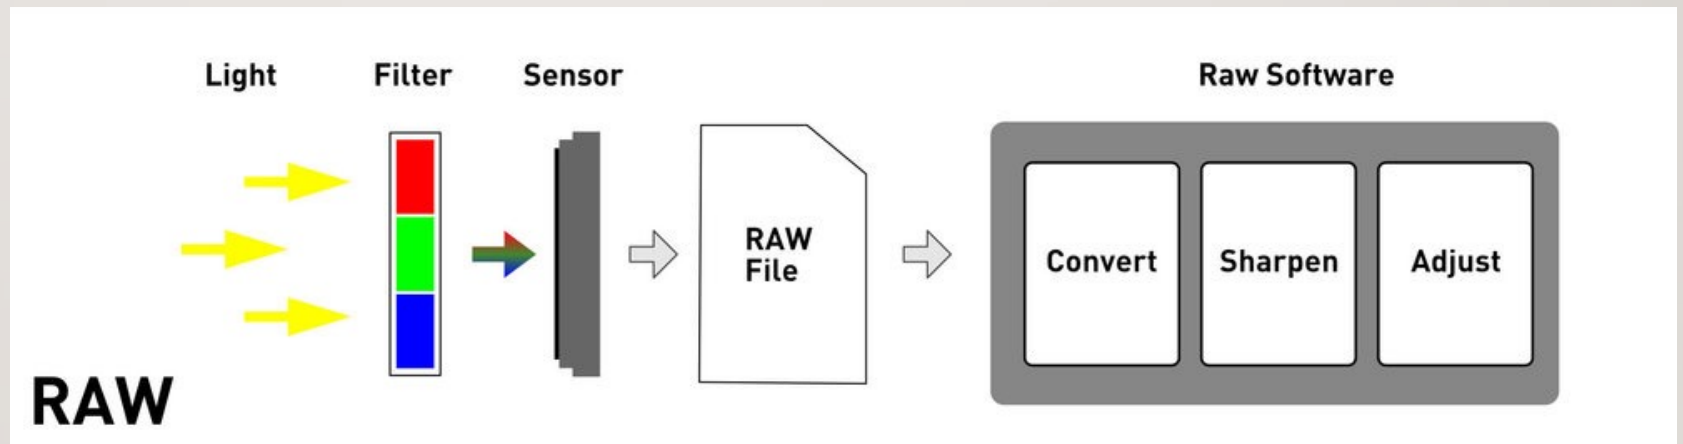 Light
Filter
Sensor
Raw Software
RAW
File
Convert
Sharpen
Adjust
RAW